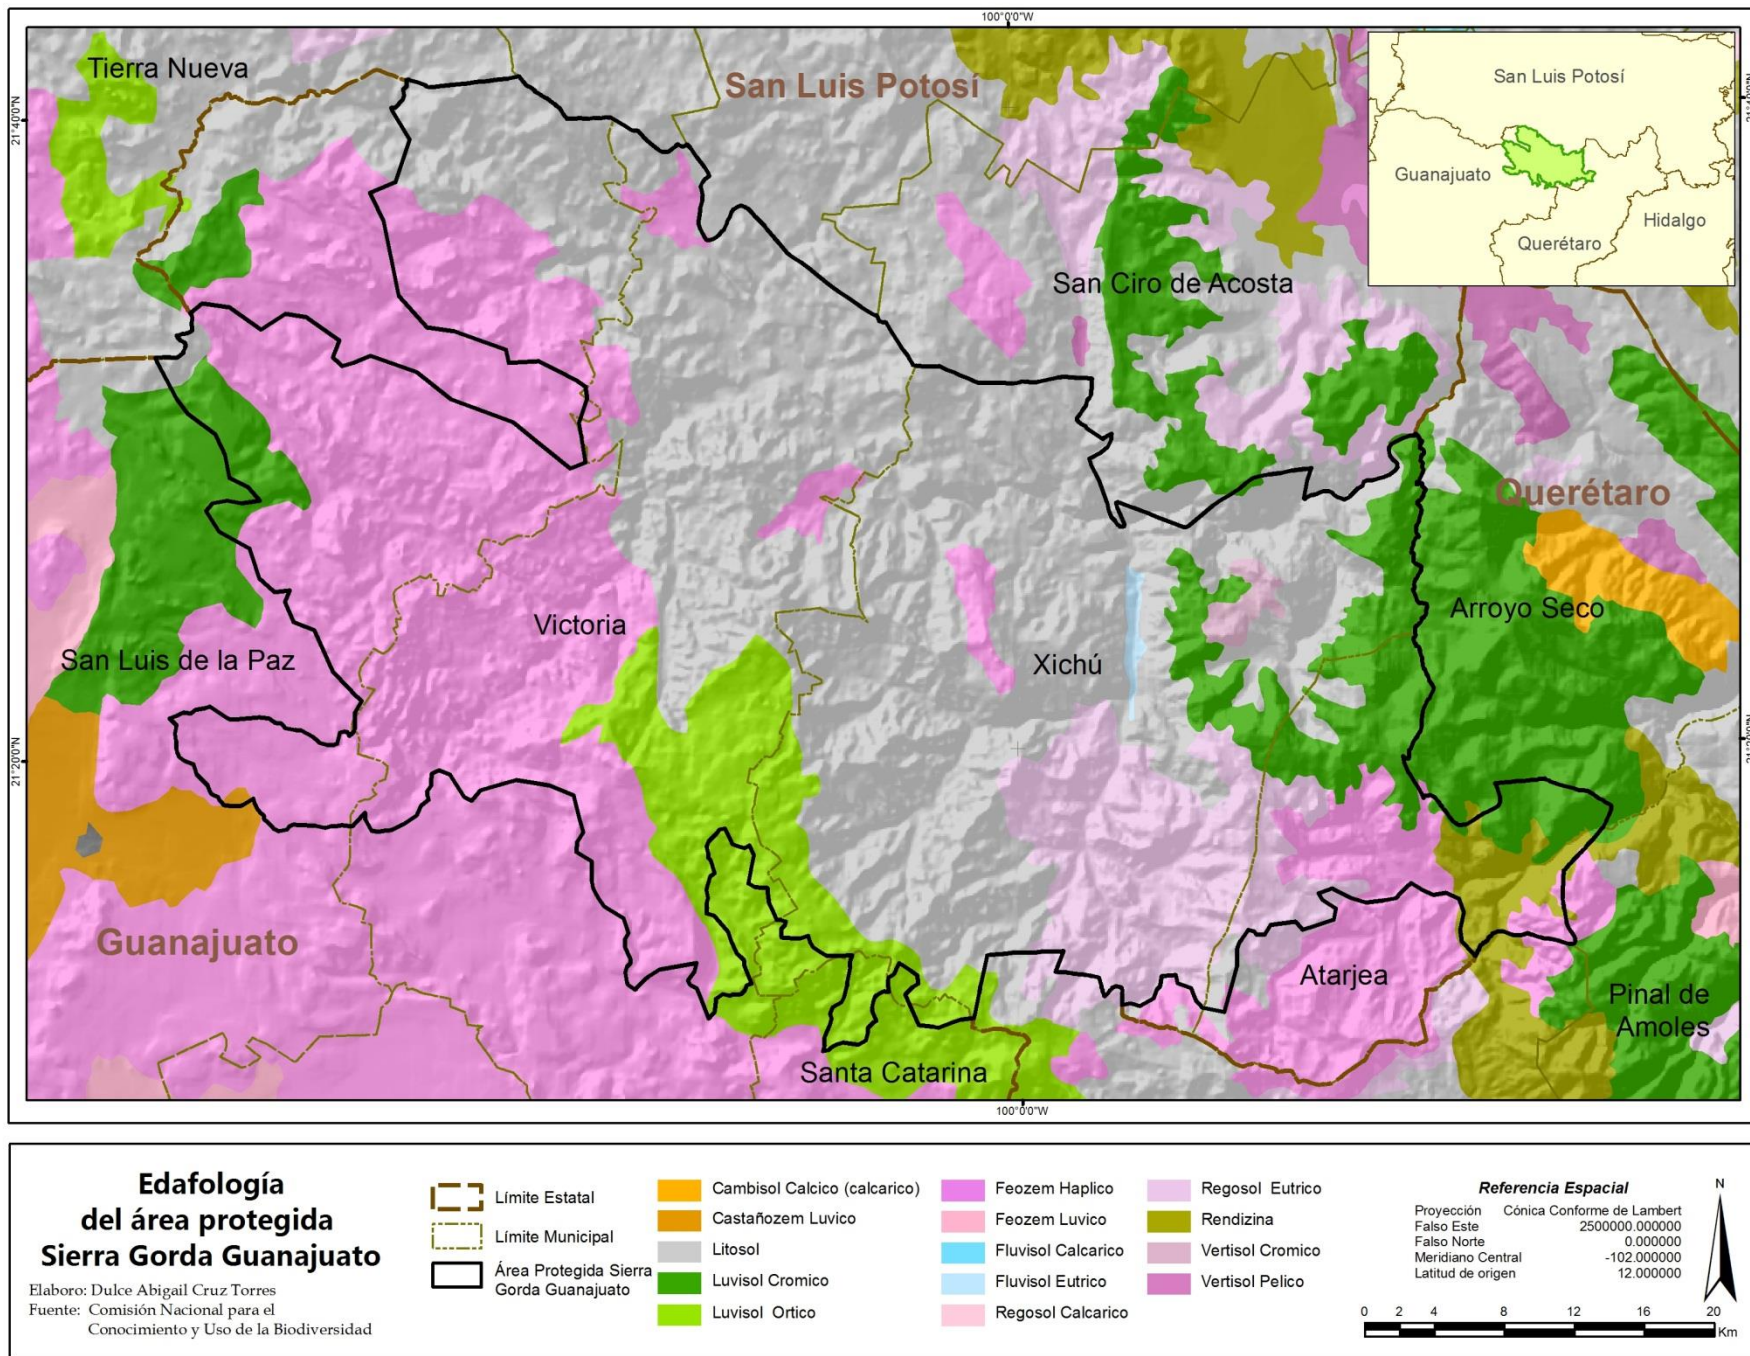 100°0'0"W
Tierra Nueva
San Luis Potosí
San Luis Potosí
21°40'0"N
Guanajuato
Hidalgo
Querétaro
San Ciro de Acosta
Querétaro
Arroyo Seco
Victoria
San Luis de la Paz
Xichú
21°20'0"N
Guanajuato
Atarjea
Pinal de
Amoles
Santa Catarina
100°0'0"W
Edafología
del área protegida
Sierra Gorda Guanajuato
Elaboro: Dulce Abigail Cruz Torres
Fuente: Comisión Nacional para el
Conocimiento y Uso de la Biodiversidad
Límite Estatal
Límite Municipal
Área Protegida Sierra
Gorda Guanajuato
Cambisol Calcico (calcarico)
Castañozem Luvico
Litosol
Luvisol Cromico
Luvisol Ortico
Feozem Haplico
Feozem Luvico
Fluvisol Calcarico
Fluvisol Eutrico
Regosol Calcarico
Regosol Eutrico
Rendizina
Vertisol Cromico
Vertisol Pelico
Referencia Espacial
Proyección Cónica Conforme de Lambert
Falso Este 2500000.000000
Falso Norte 0.000000
Meridiano Central -102.000000
Latitud de origen 12.000000
N
0 2 4 8 12 16 20
Km